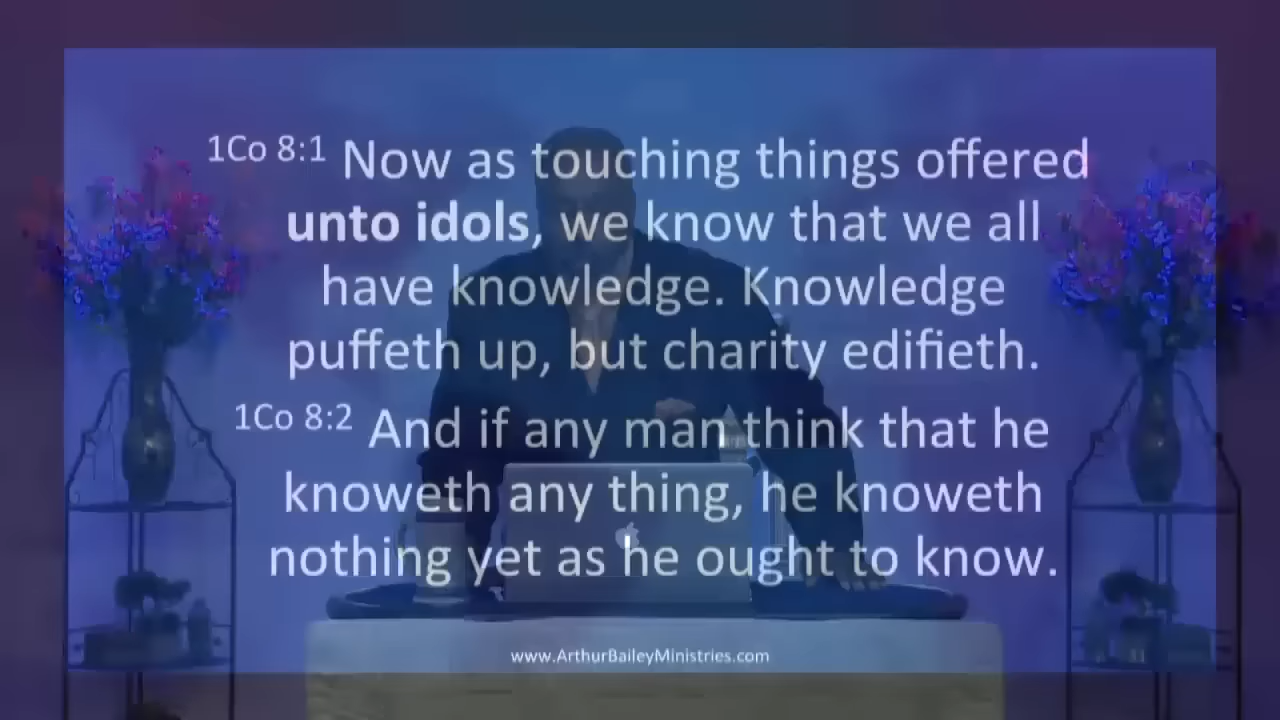 1Co 8:1 Now as touching things offered
unto idols, we know that we all
have knowledge. Knowledge
puffeth up, but charity edifieth.
1Co 8:2 And if any man think that he
knoweth any thing, he knoweth
nothing yet as he ought to know.
www.ArthurBaileyMinistries.com